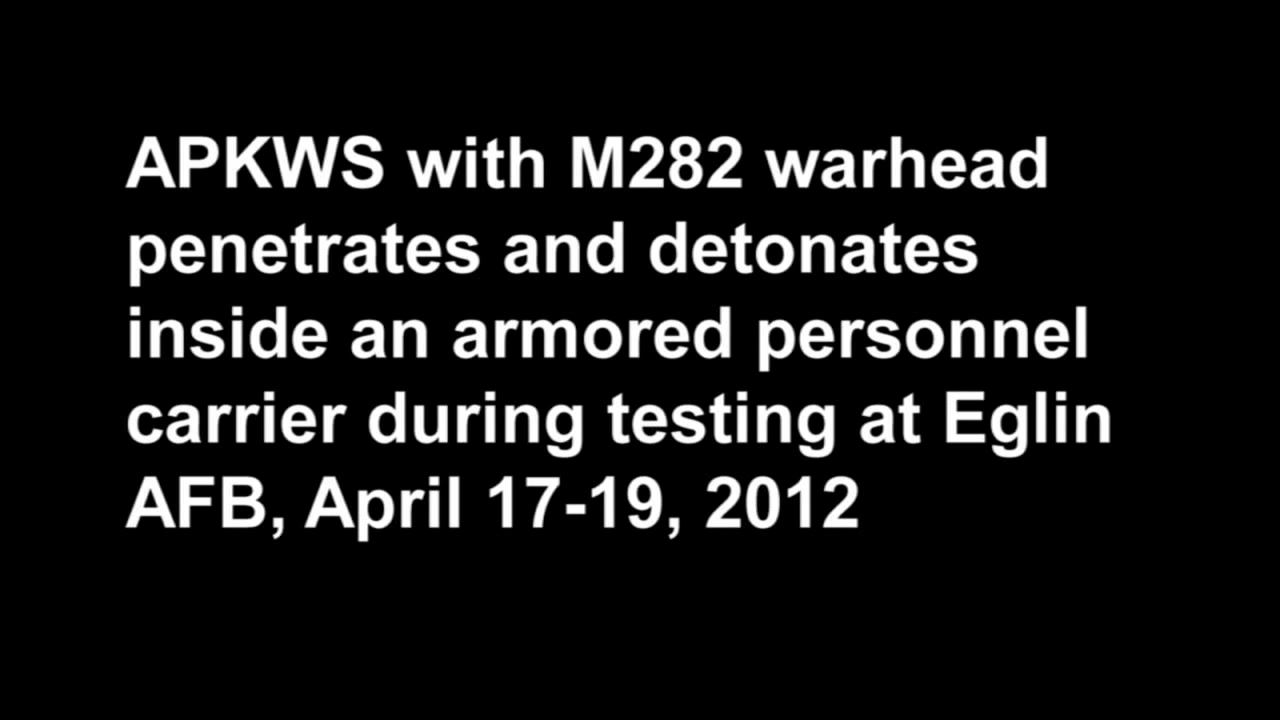 APKWS with M282 warhead
penetrates and detonates
inside an armored personnel
carrier during testing at Eglin
AFB, April 17-19, 2012